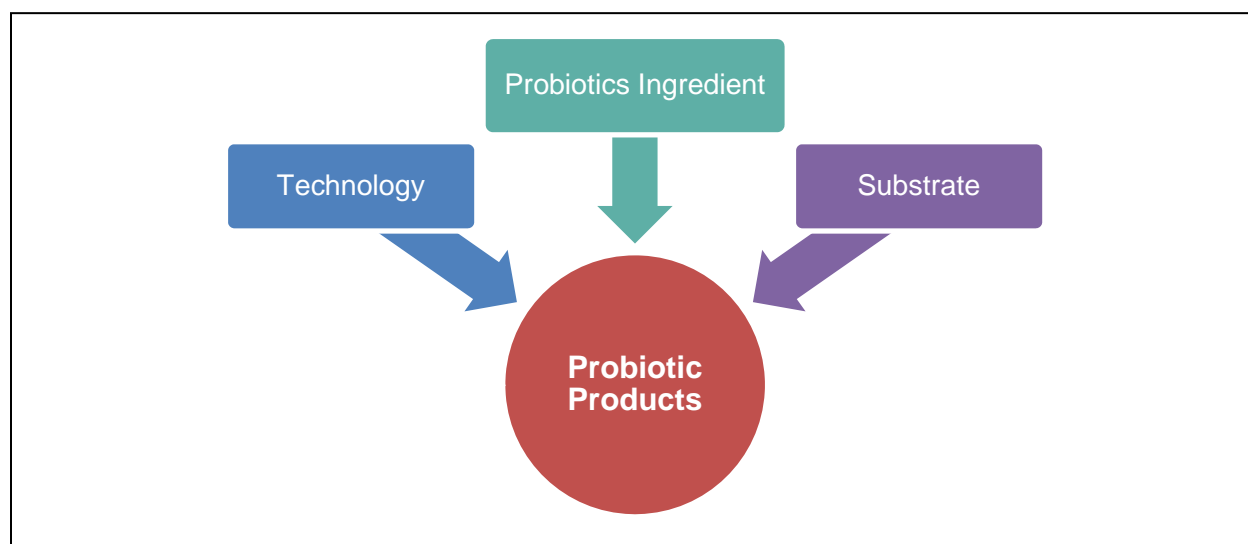 Probiotics Ingredient
Technology
Substrate
Probiotic
Products